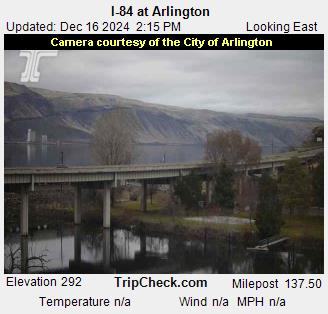 I-84 at Arlington
Updated: Dec 16 2024 2:15 PM Looking East
Camera courtesy of the City of Arlington
Elevation 292 TripCheck.com Milepost 137.50
Temperature n/a Wind n/a MPH n/a